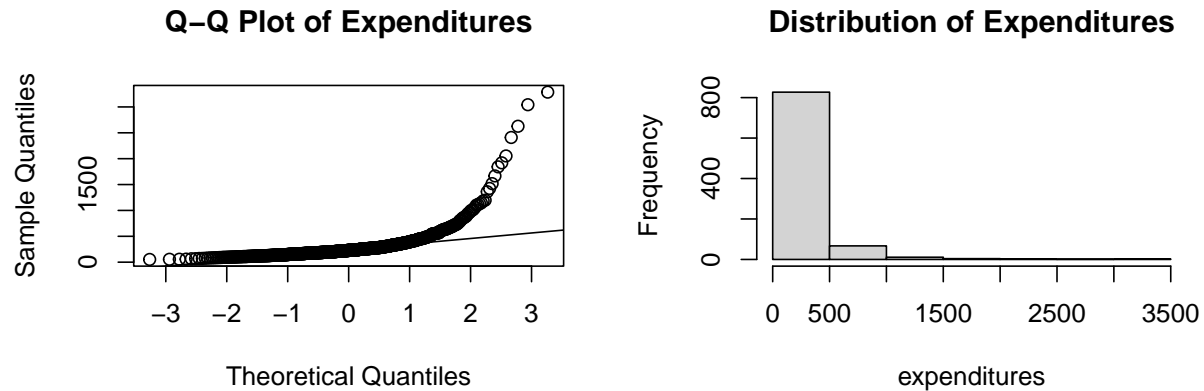 Q−Q Plot of Expenditures
Sample Quantiles
1500
0
−3 −2 −1 0 1 2 3
Theoretical Quantiles
Distribution of Expenditures
Frequency
800
400
0
0 500 1500 2500 3500
expenditures